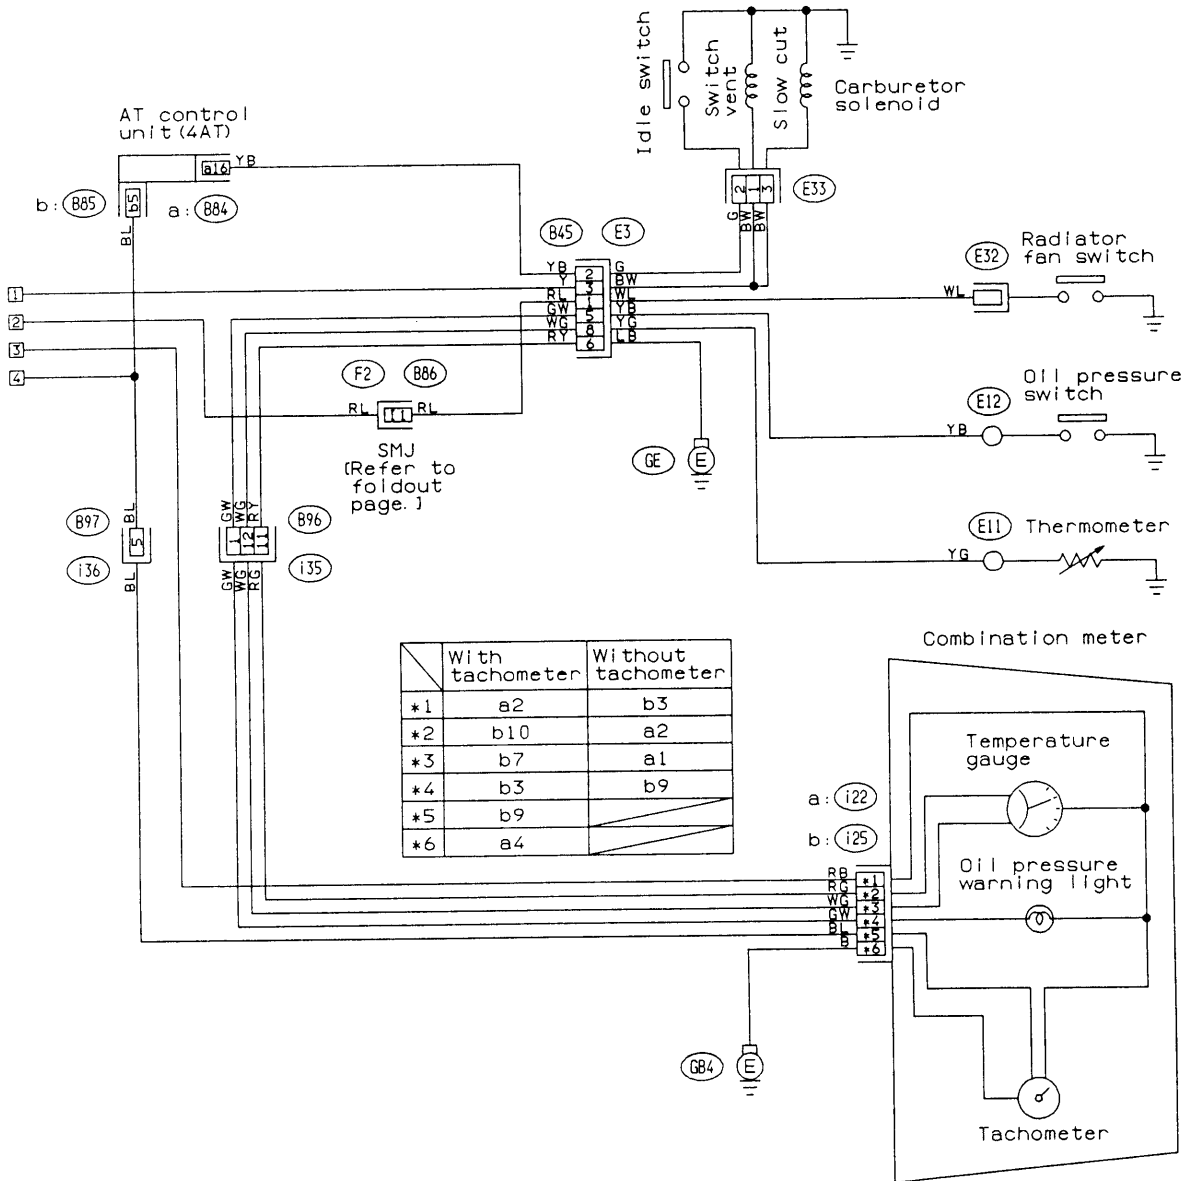 Idle switch
Switch
vent
Slow cut
Carburetor
solenoid
AT control
unit (4AT)
a16
YB
b: B85
b5
a: B84
BL
2 1 3
E33
G BW BW
B45
E3
YB 2 G
Y 3 BW
RL 1 WL
GW 5 YB
WG 8 YG
RY 6 LB
E32
Radiator
fan switch
WL
1
2
3
4
F2
B86
RL
11
RL
SMJ
[Refer to
foldout
page.]
GE
E
E12
Oil pressure
switch
YB
E11
Thermometer
YG
B97
BL
5
i36
BL
GW WG RY
B96
1 12 11
i35
GW WG RG
With
tachometer
Without
tachometer
*1 a2 b3
*2 b10 a2
*3 b7 a1
*4 b3 b9
*5 b9
*6 a4
Combination meter
Temperature
gauge
a: i22
b: i25
Oil pressure
warning light
RB *1
RG *2
WG *3
GW *4
BL *5
B *6
GB4
E
Tachometer